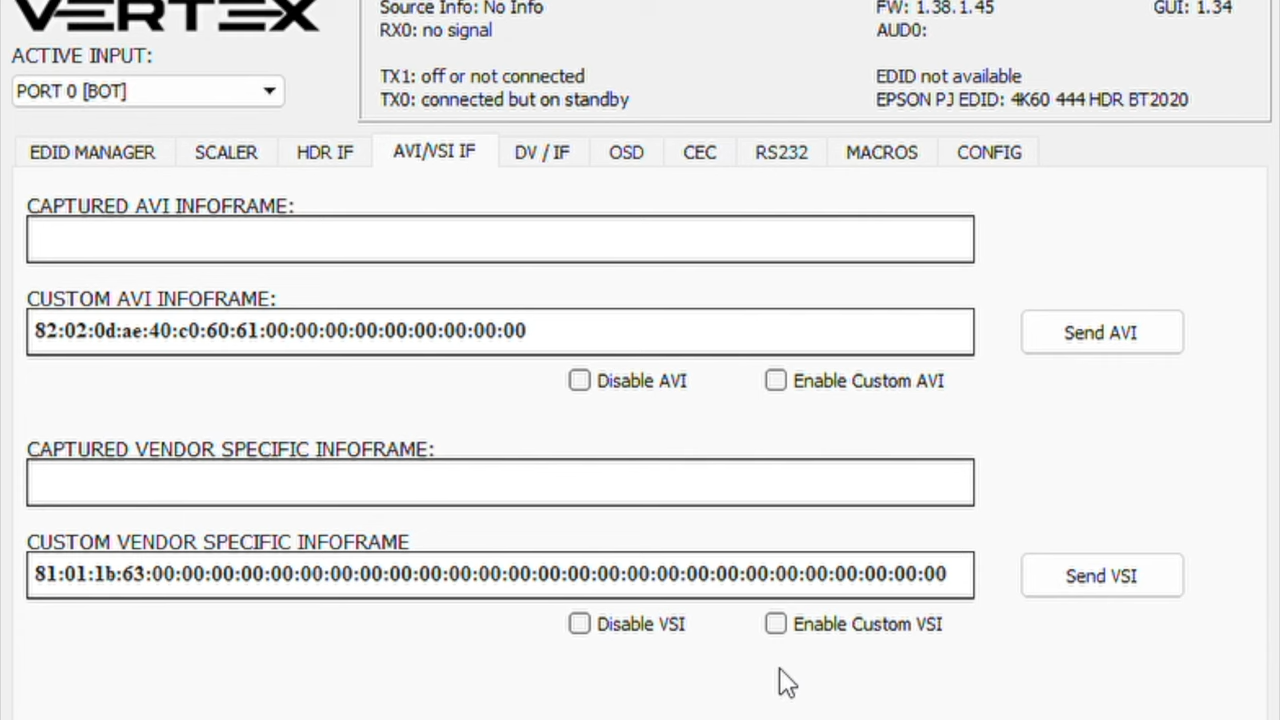 VERTEX
Source Info: No Info
FW: 1.38.1.45
GUI: 1.34
RX0: no signal
AUD0:
ACTIVE INPUT:
PORT 0 [BOT]
TX1: off or not connected
EDID not available
TX0: connected but on standby
EPSON PJ EDID: 4K60 444 HDR BT2020
EDID MANAGER SCALER HDR IF AVI/VSI IF DV / IF OSD CEC RS232 MACROS CONFIG
CAPTURED AVI INFOFRAME:
CUSTOM AVI INFOFRAME:
82:02:0d:ae:40:c0:60:61:00:00:00:00:00:00:00:00:00
Send AVI
Disable AVI
Enable Custom AVI
CAPTURED VENDOR SPECIFIC INFOFRAME:
CUSTOM VENDOR SPECIFIC INFOFRAME
81:01:1b:63:00:00:00:00:00:00:00:00:00:00:00:00:00:00:00:00:00:00:00:00:00:00:00:00:00:00:00
Send VSI
Disable VSI
Enable Custom VSI